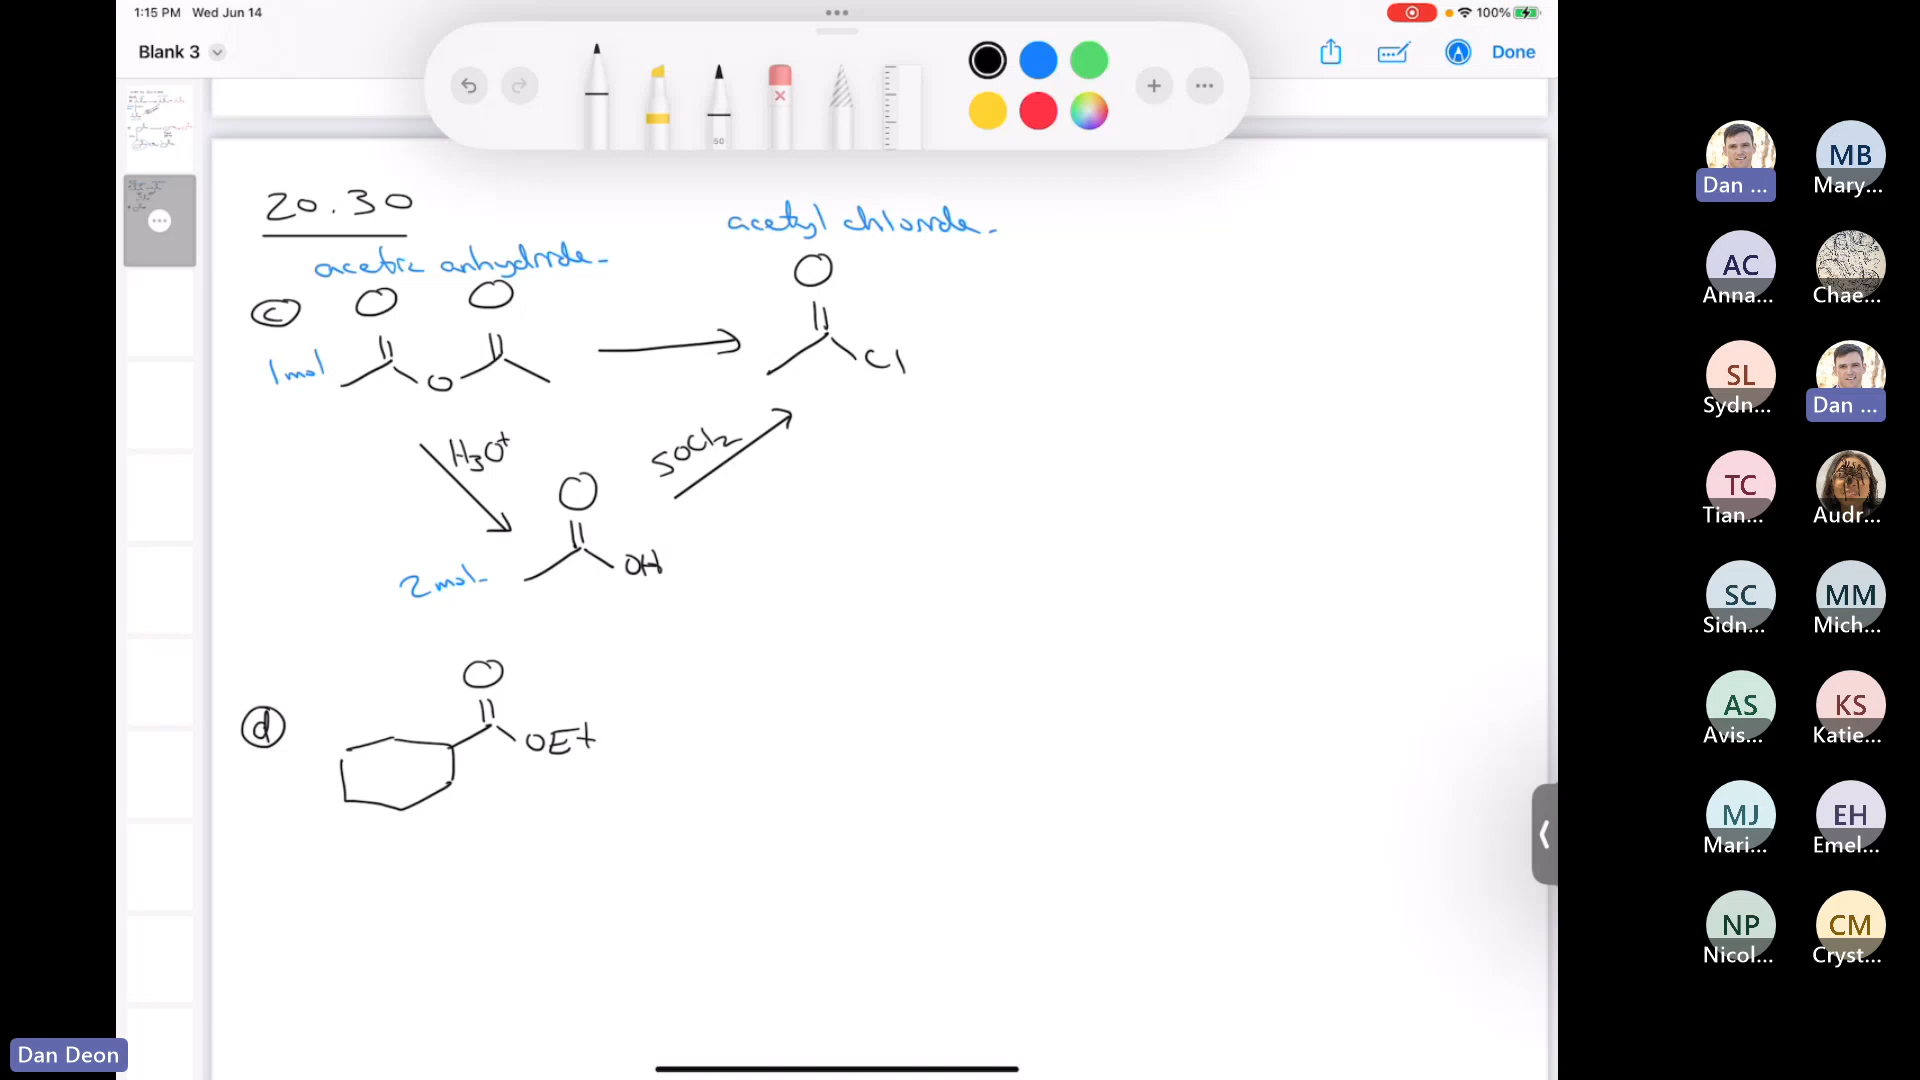 1:15 PM Wed Jun 14
100%
Blank 3
Done
50
20.30
acetyl chloride
acetic anhydride
O
c O O
1 mol
O
Cl
H3O+
SOCl2
O
OH
2 mol
O
d
OEt
Dan ...
MB
Mary...
AC
Anna...
Chae...
SL
Sydn...
Dan ...
TC
Tian...
Audr...
SC
Sidn...
MM
Mich...
AS
Avis...
KS
Katie...
MJ
Mari...
EH
Emel...
NP
Nicol...
CM
Cryst...
Dan Deon